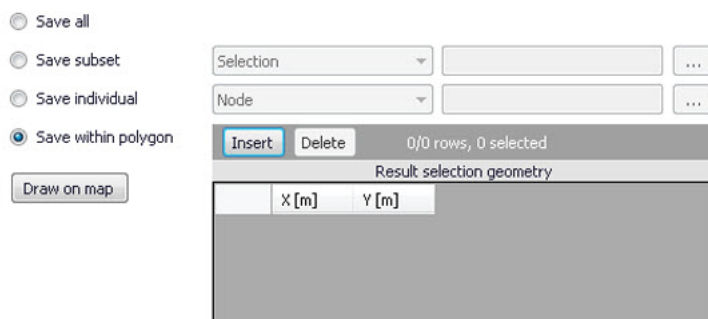 Save all
Save subset
Selection
...
Save individual
Node
...
Save within polygon
Insert Delete 0/0 rows, 0 selected
Result selection geometry
Draw on map
X [m] Y [m]